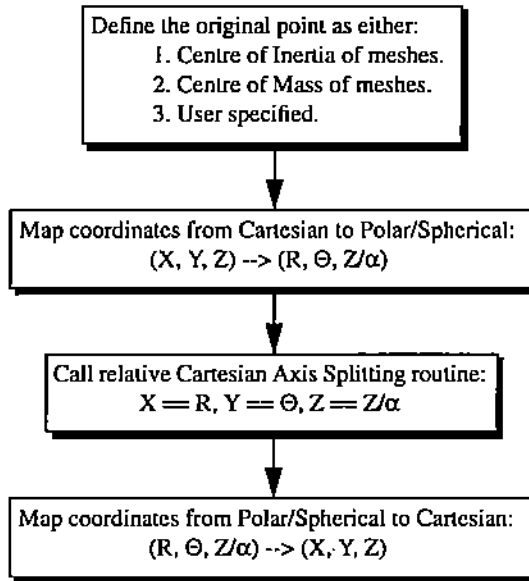 Define the original point as either:
1. Centre of Inertia of meshes.
2. Centre of Mass of meshes.
3. User specified.
Map coordinates from Cartesian to Polar/Spherical:
(X, Y, Z) --> (R, Θ, Z/α)
Call relative Cartesian Axis Splitting routine:
X == R, Y == Θ, Z == Z/α
Map coordinates from Polar/Spherical to Cartesian:
(R, Θ, Z/α) --> (X, Y, Z)